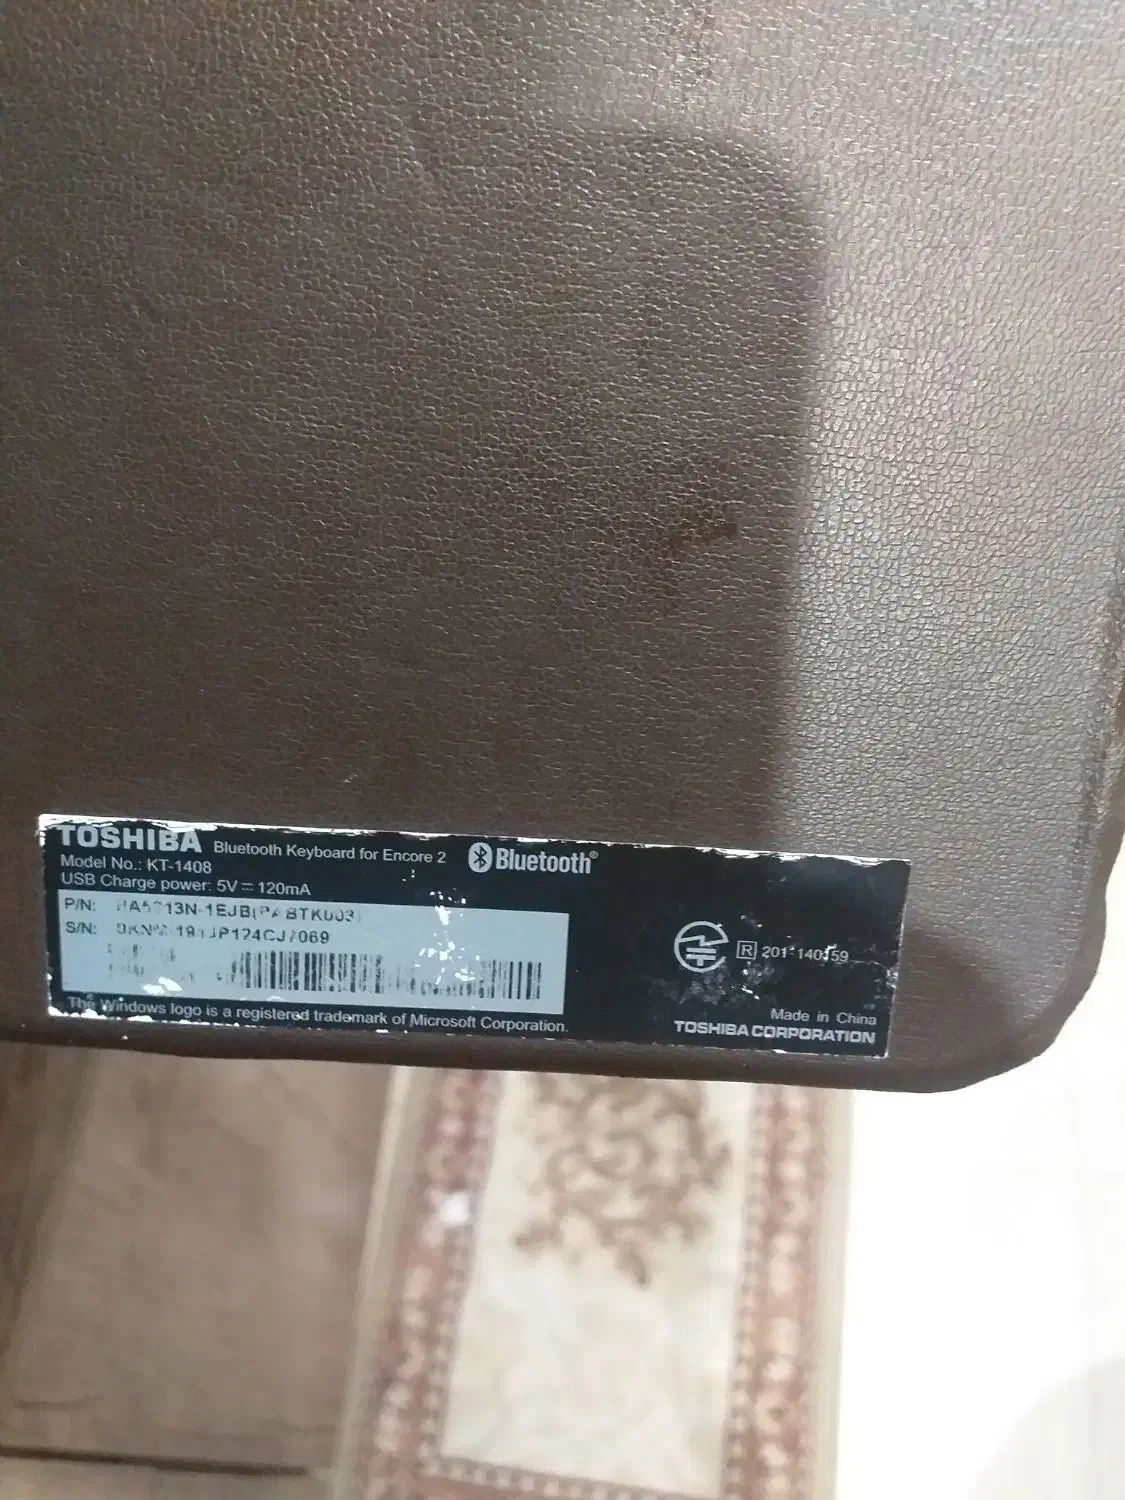 TOSHIBA Bluetooth Keyboard for Encore 2 Bluetooth®
Model No.: KT-1408
USB Charge power: 5V⎓120mA
P/N:
S/N:
R
The Windows logo is a registered trademark of Microsoft Corporation.
Made in China
TOSHIBA CORPORATION